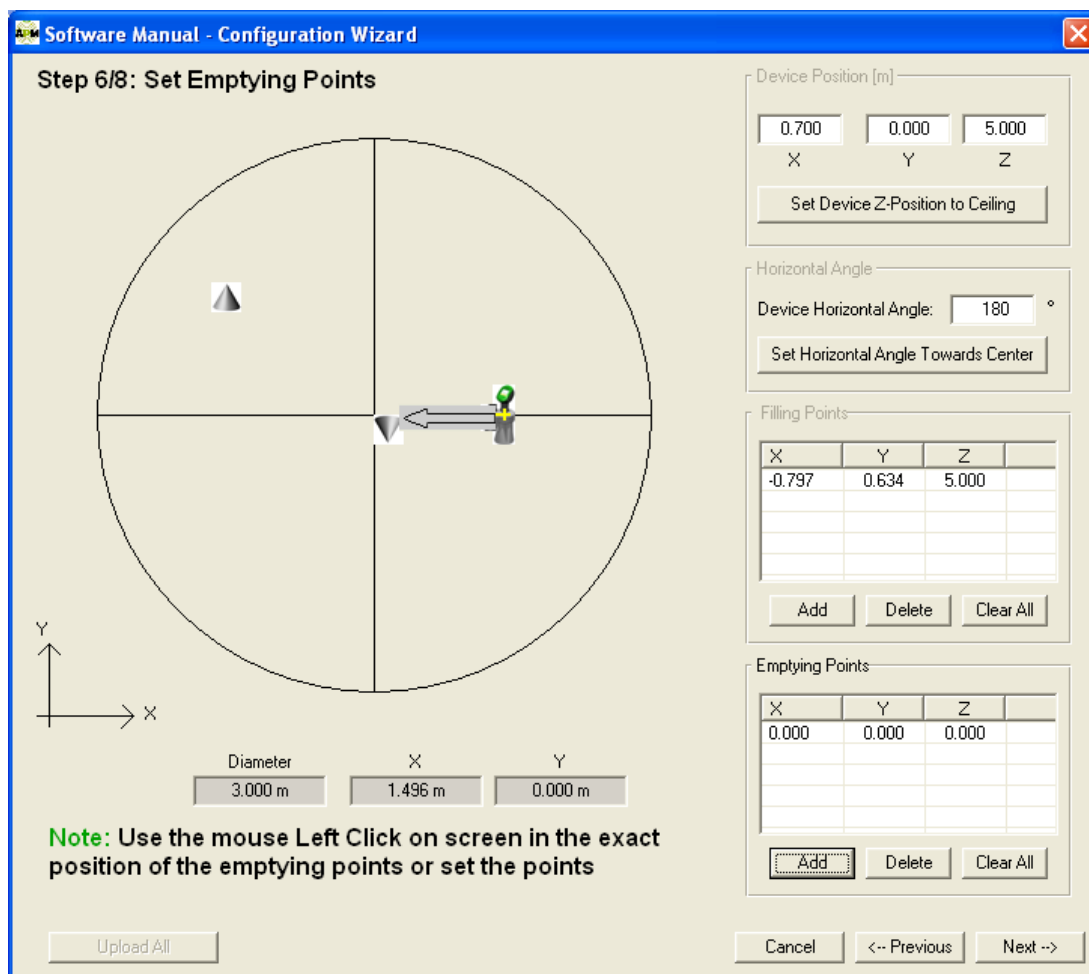 Software Manual - Configuration Wizard
Step 6/8: Set Emptying Points
Device Position [m]
0.700 0.000 5.000
X Y Z
Set Device Z-Position to Ceiling
Horizontal Angle
Device Horizontal Angle: 180 °
Set Horizontal Angle Towards Center
Filling Points
X Y Z
-0.797 0.634 5.000
Add Delete Clear All
Y
X
Emptying Points
X Y Z
0.000 0.000 0.000
Add Delete Clear All
Diameter X Y
3.000 m 1.496 m 0.000 m
Note: Use the mouse Left Click on screen in the exact
position of the emptying points or set the points
Upload All Cancel <-- Previous Next -->